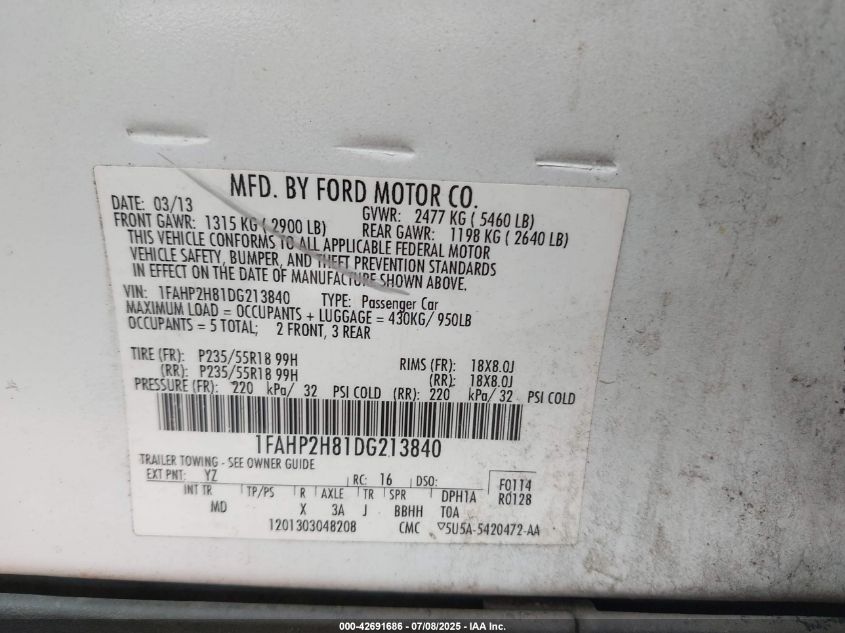 MFD. BY FORD MOTOR CO.
DATE: 03/13 GVWR: 2477 KG ( 5460 LB)
FRONT GAWR: 1315 KG ( 2900 LB) REAR GAWR: 1198 KG ( 2640 LB)
THIS VEHICLE CONFORMS TO ALL APPLICABLE FEDERAL MOTOR
VEHICLE SAFETY, BUMPER, AND THEFT PREVENTION STANDARDS
IN EFFECT ON THE DATE OF MANUFACTURE SHOWN ABOVE.
VIN: 1FAHP2H81DG213840 TYPE: Passenger Car
MAXIMUM LOAD = OCCUPANTS + LUGGAGE = 430KG/ 950LB
OCCUPANTS = 5 TOTAL; 2 FRONT, 3 REAR
TIRE (FR): P235/55R18 99H RIMS (FR): 18X8.0J
(RR): P235/55R18 99H (RR): 18X8.0J
PRESSURE (FR): 220 kPa/ 32 PSI COLD (RR): 220 kPa/ 32 PSI COLD
1FAHP2H81DG213840
TRAILER TOWING - SEE OWNER GUIDE
EXT PNT: YZ RC: 16 DSO: F0114
INT TR TP/PS R AXLE TR SPR DPH1A R0128
MD X 3A J BBHH T0A
1201303048208 CMC ▽5U5A-5420472-AA
000-42691686 - 07/08/2025 - IAA Inc.